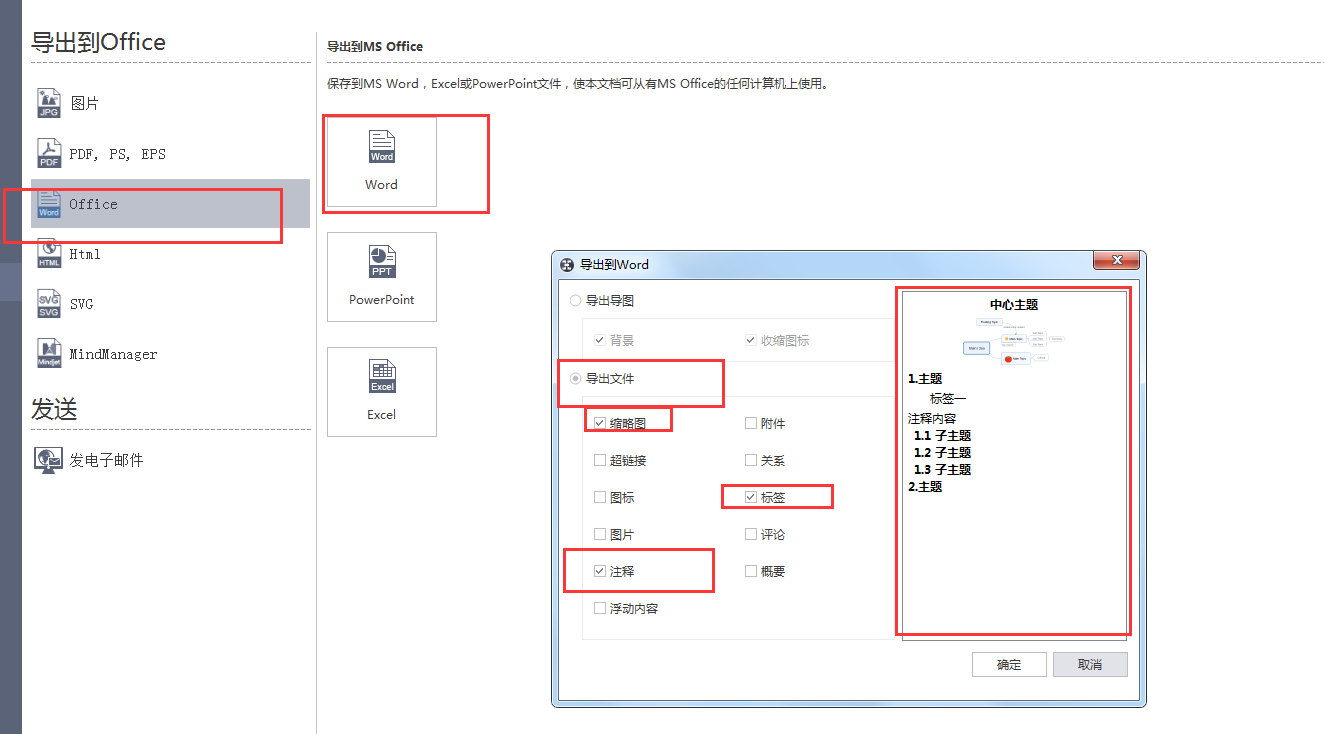 导出到Office
JPG
图片
PDF
PDF, PS, EPS
Word
Office
HTML
Html
SVG
SVG
SVG
Mindjet
MindManager
发送
发电子邮件
导出到MS Office
保存到MS Word，Excel或PowerPoint文件，使本文档可从有MS Office的任何计算机上使用。
Word
Word
PPT
PowerPoint
Excel
Excel
导出到Word
导出导图
背景
收缩图标
导出文件
缩略图
附件
超链接
关系
图标
标签
图片
评论
注释
概要
浮动内容
中心主题
1.主题
标签一
注释内容
1.1 子主题
1.2 子主题
1.3 子主题
2.主题
确定
取消